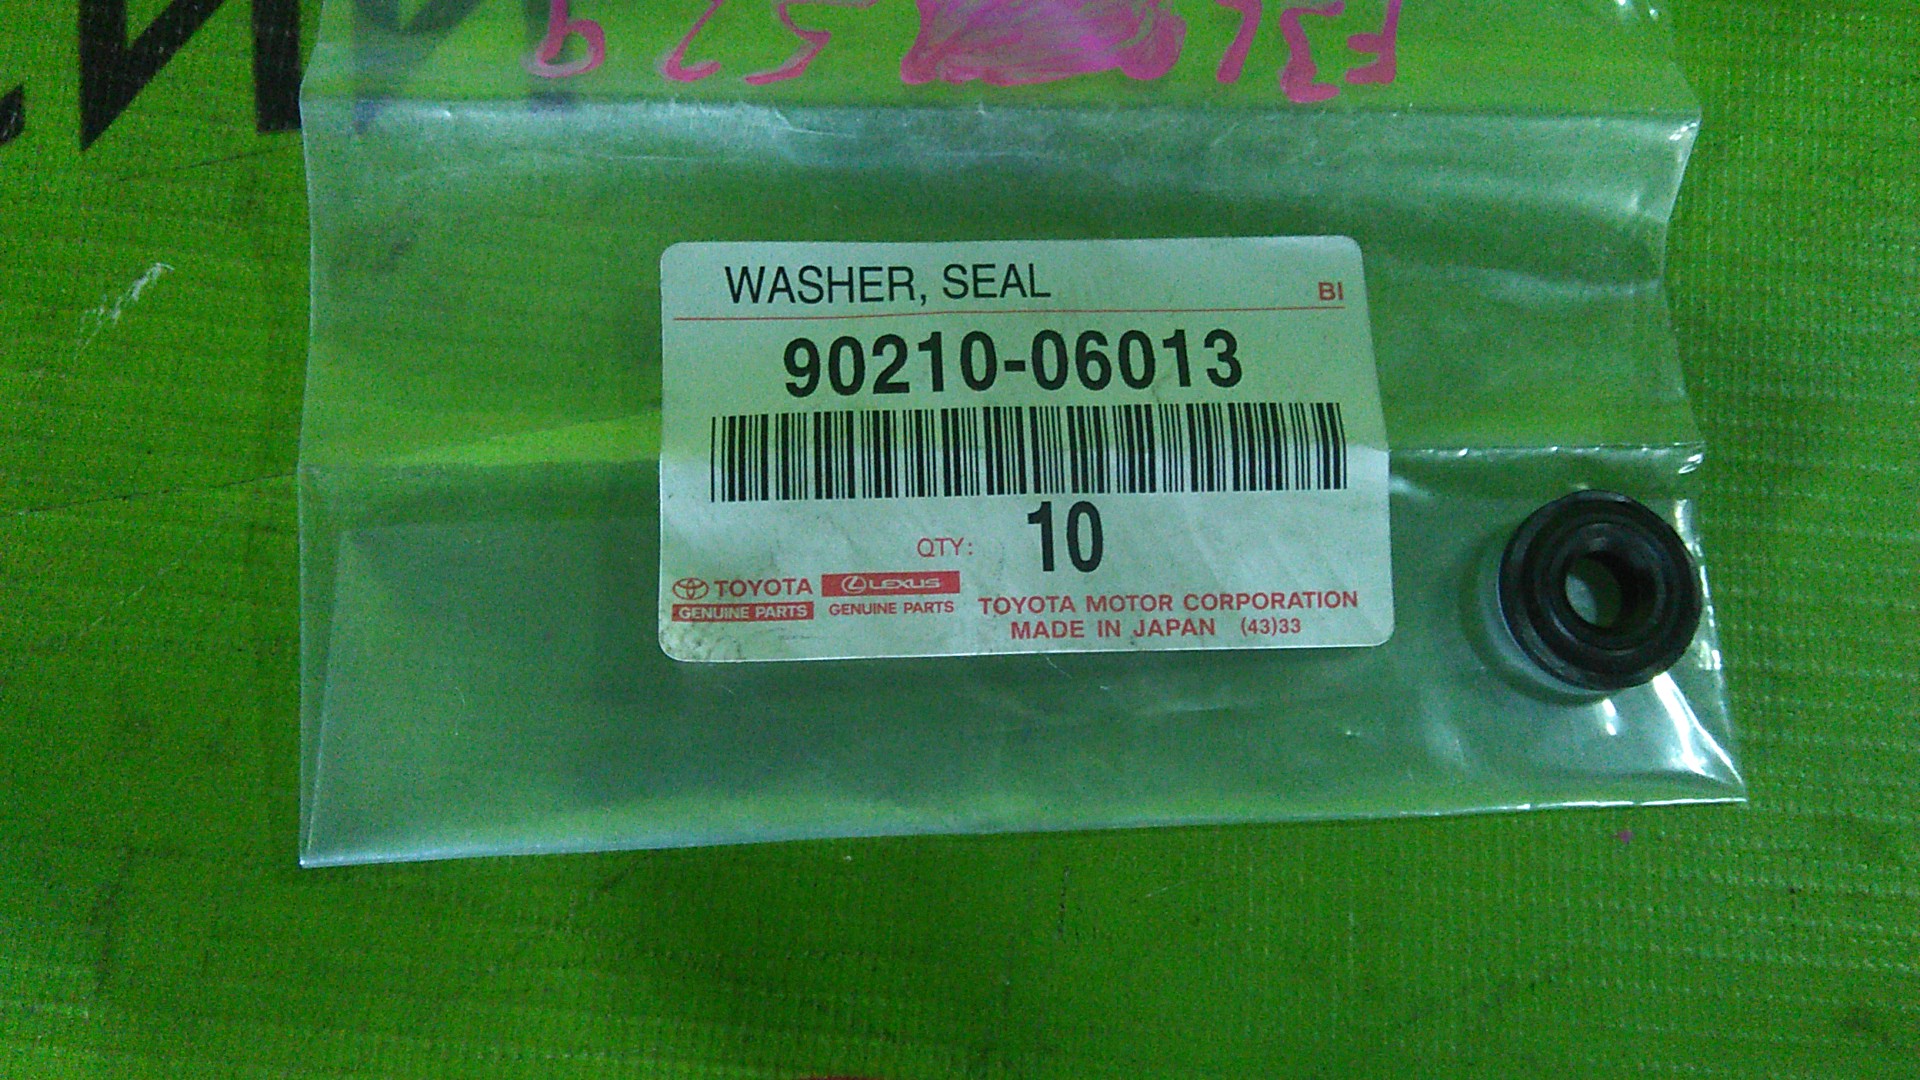 WASHER, SEAL
BI
90210-06013
QTY: 10
TOYOTA
GENUINE PARTS
LEXUS
GENUINE PARTS
TOYOTA MOTOR CORPORATION
MADE IN JAPAN (43)33